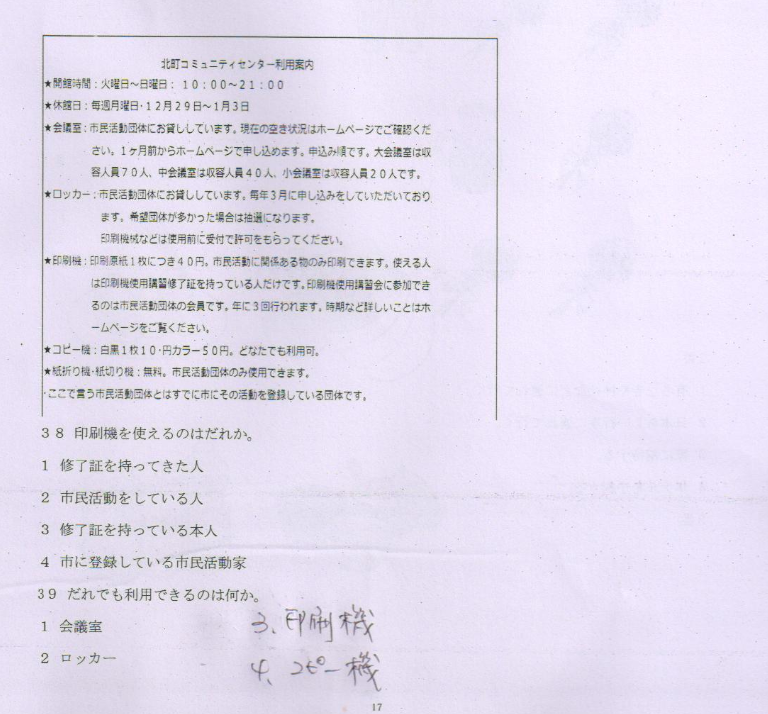 北町コミュニティセンター利用案内
★開館時間：火曜日～日曜日： １０：００～２１：００
★休館日：毎週月曜日・１２月２９日～１月３日
★会議室：市民活動団体にお貸ししています。現在の空き状況はホームページでご確認くだ
さい。１ヶ月前からホームページで申し込めます。申込み順です。大会議室は収
容人員７０人、中会議室は収容人員４０人、小会議室は収容人員２０人です。
★ロッカー：市民活動団体にお貸ししています。毎年３月に申し込みをしていただいており
ます。希望団体が多かった場合は抽選になります。
印刷機械などは使用前に受付で許可をもらってください。
★印刷機：印刷原紙１枚につき４０円。市民活動に関係ある物のみ印刷できます。使える人
は印刷機使用講習修了証を持っている人だけです。印刷機使用講習会に参加でき
るのは市民活動団体の会員です。年に３回行われます。時期など詳しいことはホ
ームページをご覧ください。
★コピー機：白黒１枚１０・円カラー５０円。どなたでも利用可。
★紙折り機・紙切り機：無料。市民活動団体のみ使用できます。
・ここで言う市民活動団体とはすでに市にその活動を登録している団体です。
３８ 印刷機を使えるのはだれか。
１ 修了証を持ってきた人
２ 市民活動をしている人
３ 修了証を持っている本人
４ 市に登録している市民活動家
３９ だれでも利用できるのは何か。
１ 会議室
２ ロッカー
３、印刷機
４、コピー機
17